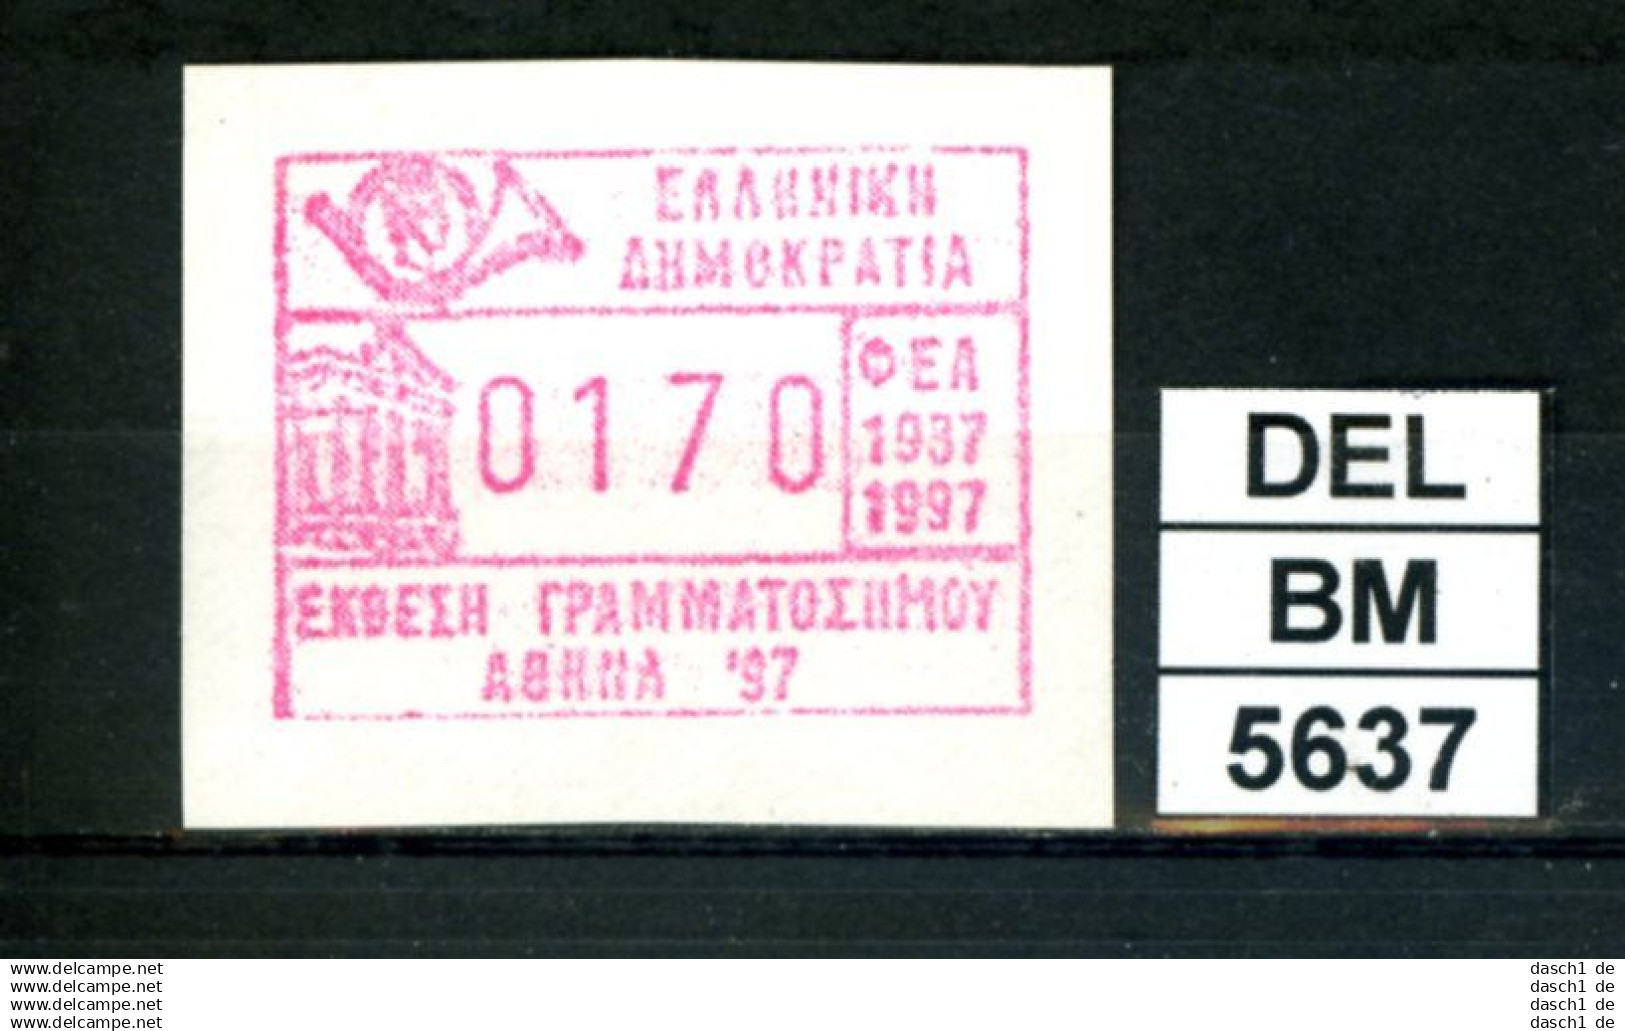 ΕΛΛΗΝΙΚΗ
ΔΗΜΟΚΡΑΤΙΑ
0170
ΦΕΑ
1937
1997
ΕΚΘΕΣΗ ΓΡΑΜΜΑΤΟΣΗΜΟΥ
ΑΘΗΝΑ '97
DEL
BM
5637
www.delcampe.net
www.delcampe.net
www.delcampe.net
www.delcampe.net
dasch1 de
dasch1 de
dasch1 de
dasch1 de